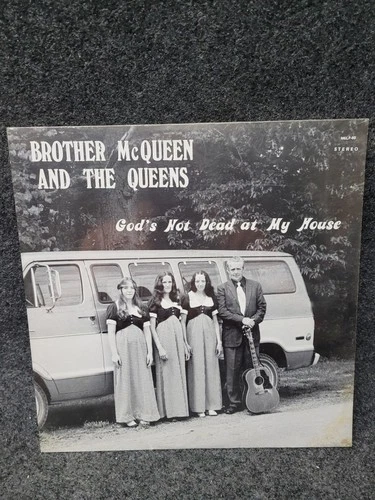 BROTHER McQUEEN
AND THE QUEENS
STEREO
God's Not Dead at My House